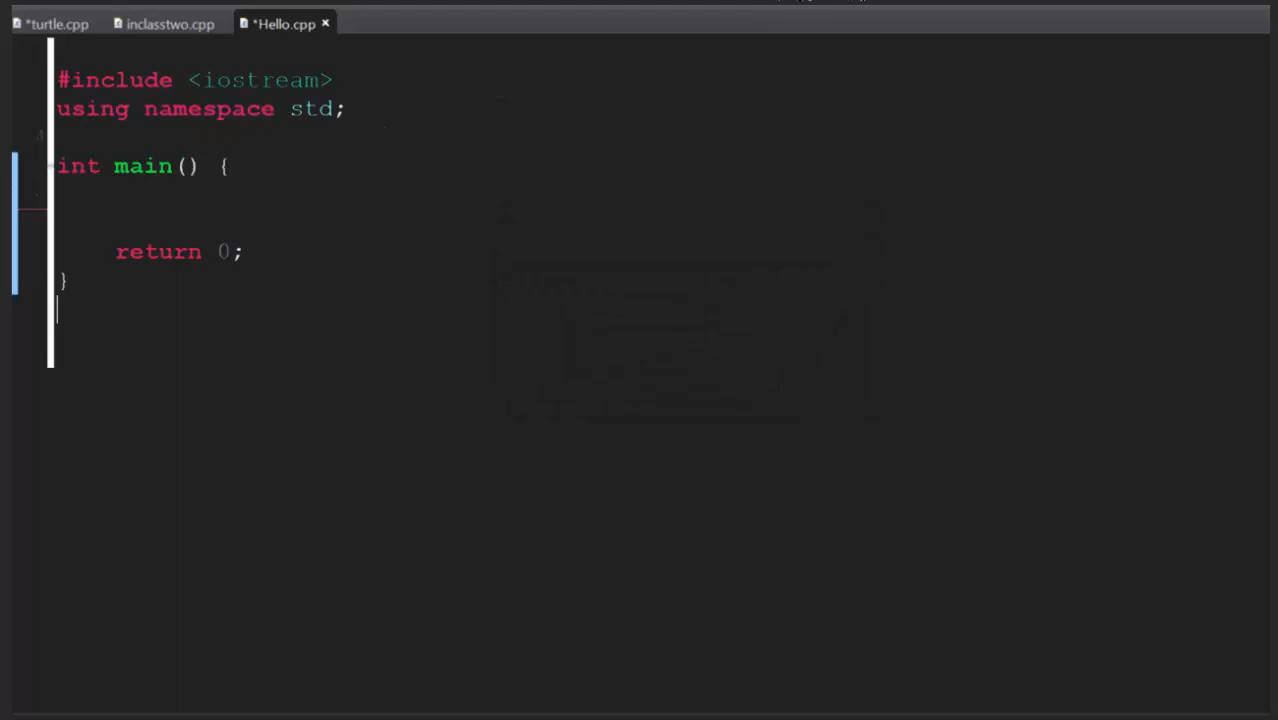 *turtle.cpp inclasstwo.cpp *Hello.cpp
#include <iostream>
using namespace std;
int main() {
return 0;
}